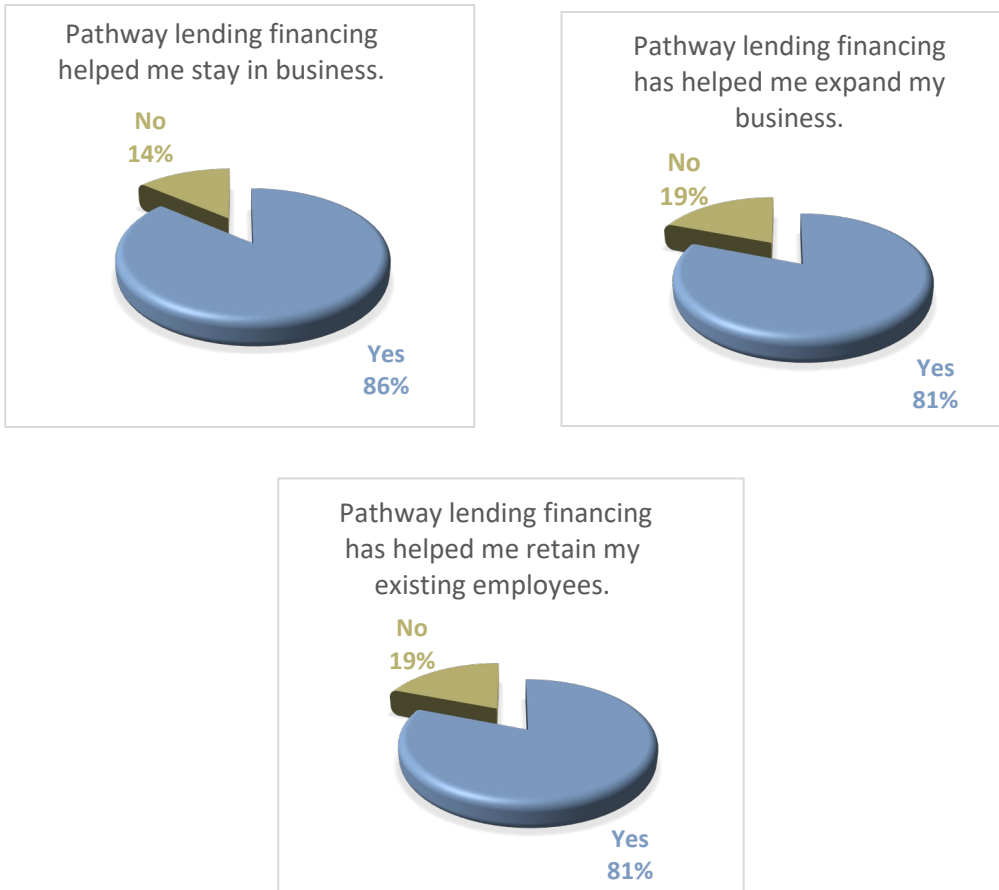 Pathway lending financing
helped me stay in business.
No
14%
Yes
86%
Pathway lending financing
has helped me expand my
business.
No
19%
Yes
81%
Pathway lending financing
has helped me retain my
existing employees.
No
19%
Yes
81%